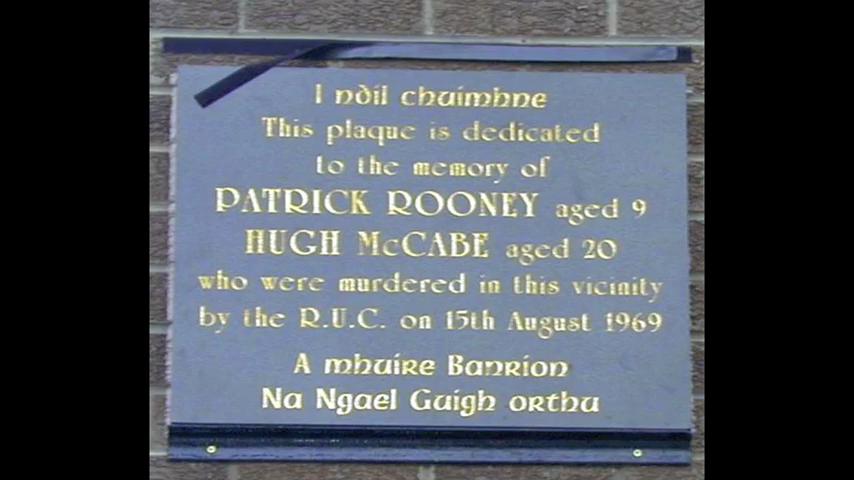 I nðil chuimhne
This plaque is dedicated
to the memory of
PATRICK ROONEY aged 9
HUGH McCABE aged 20
who were murdered in this vicinity
by the R.U.C. on 15th August 1969
A mhuire Banrion
Na Ngael Guigh orthu